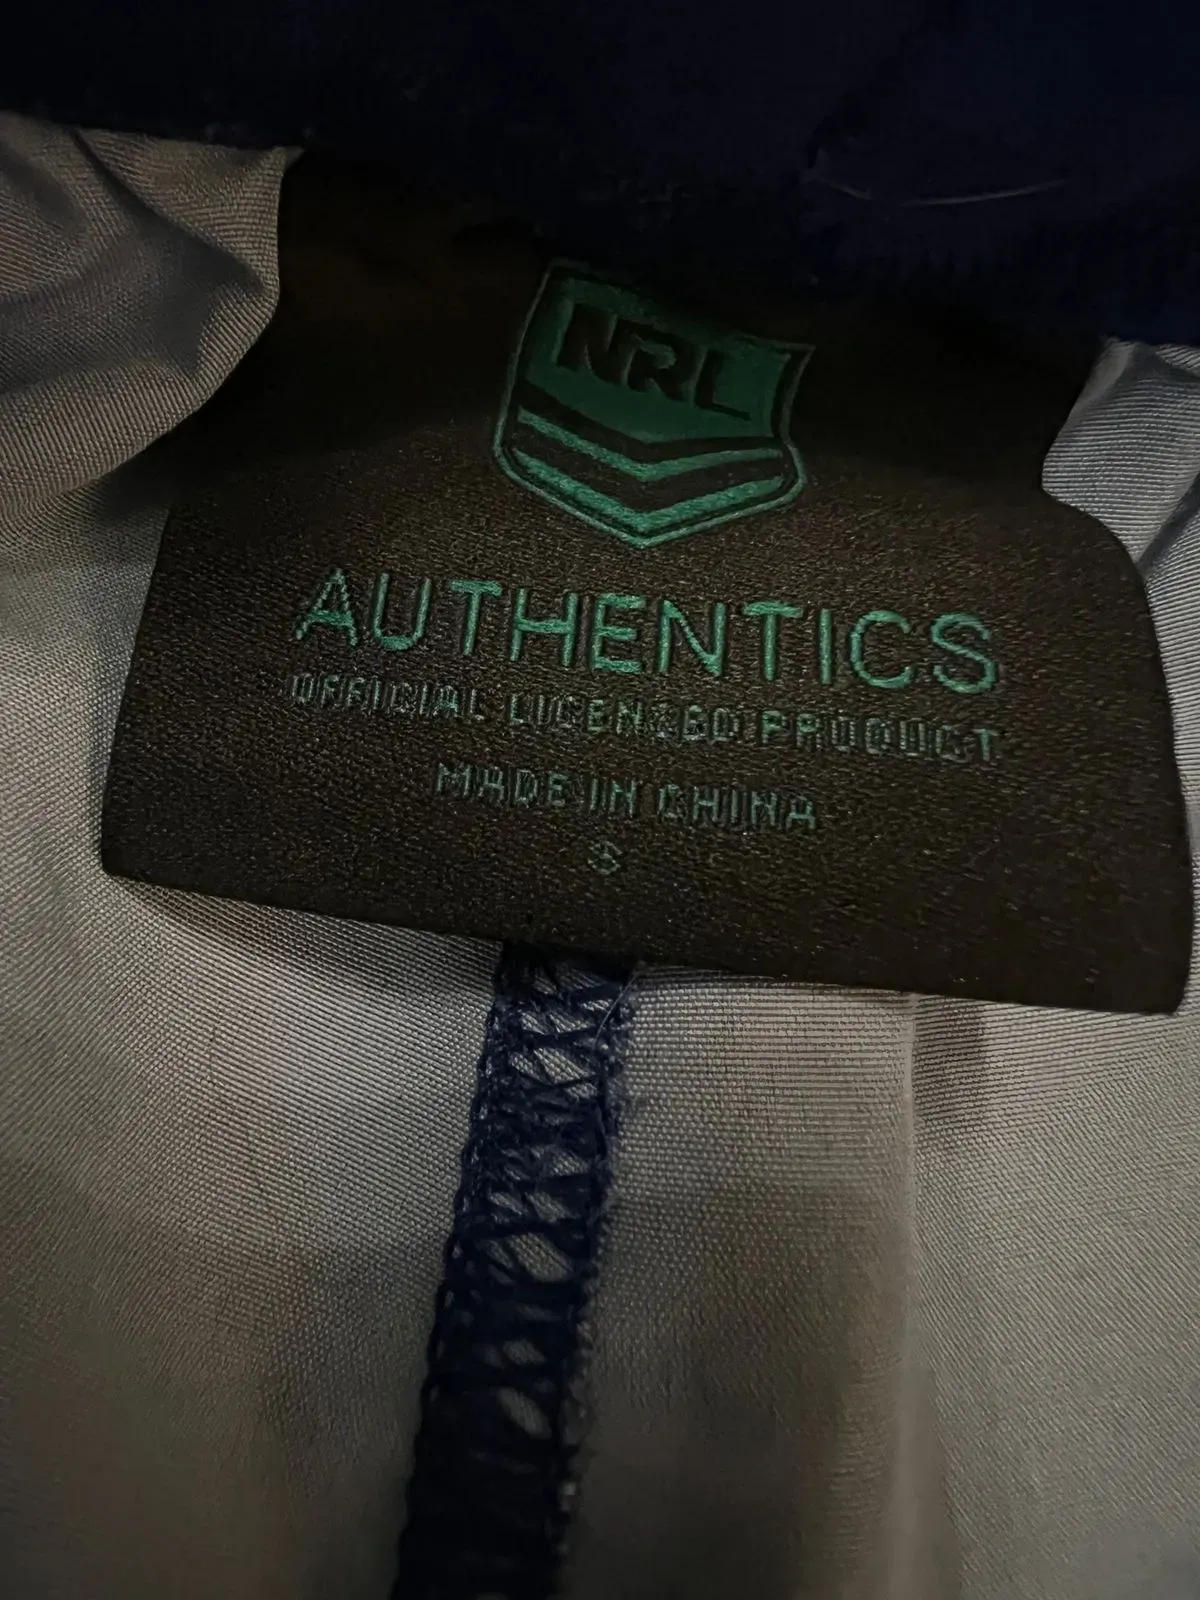 NRL
AUTHENTICS
OFFICIAL LICENSED PRODUCT
MADE IN CHINA
S